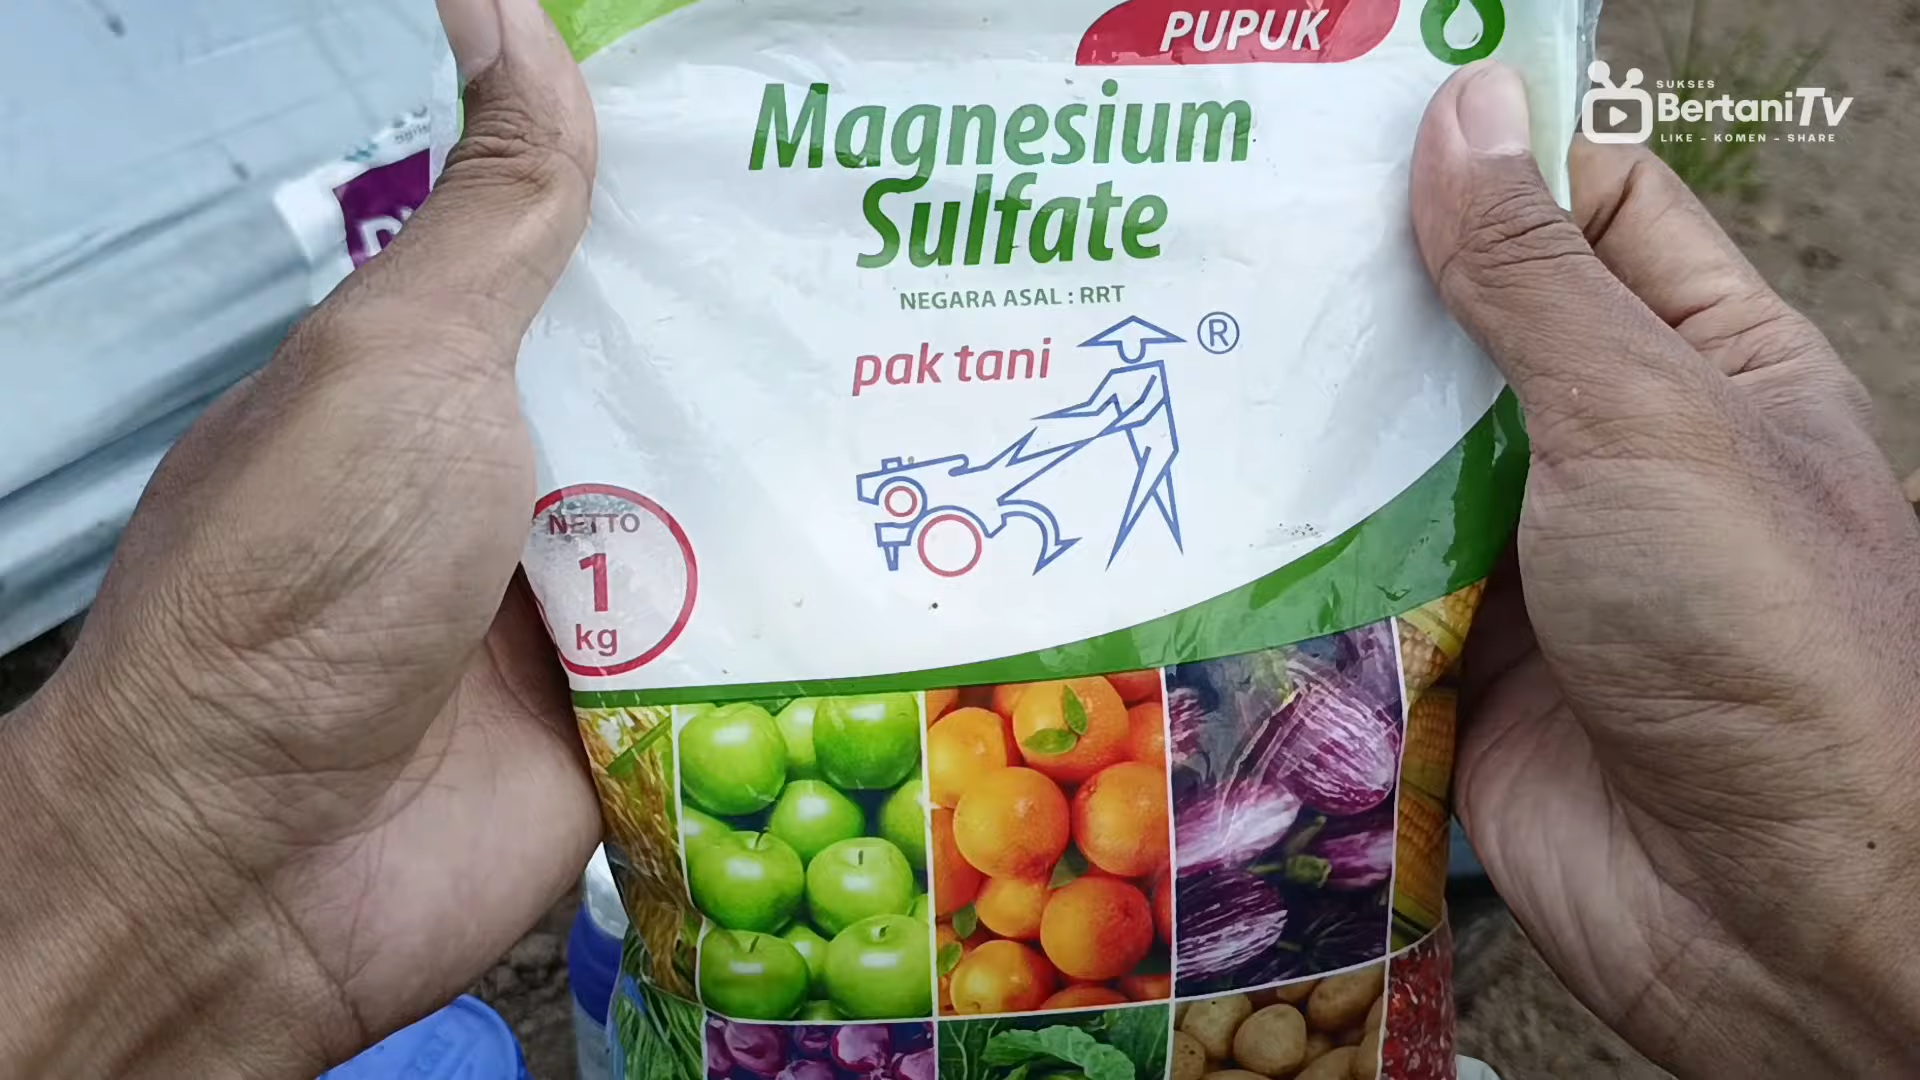 PUPUK
Magnesium
Sulfate
NEGARA ASAL : RRT
pak tani
®
NETTO
1
kg
SUKSES
BertaniTV
LIKE - KOMEN - SHARE